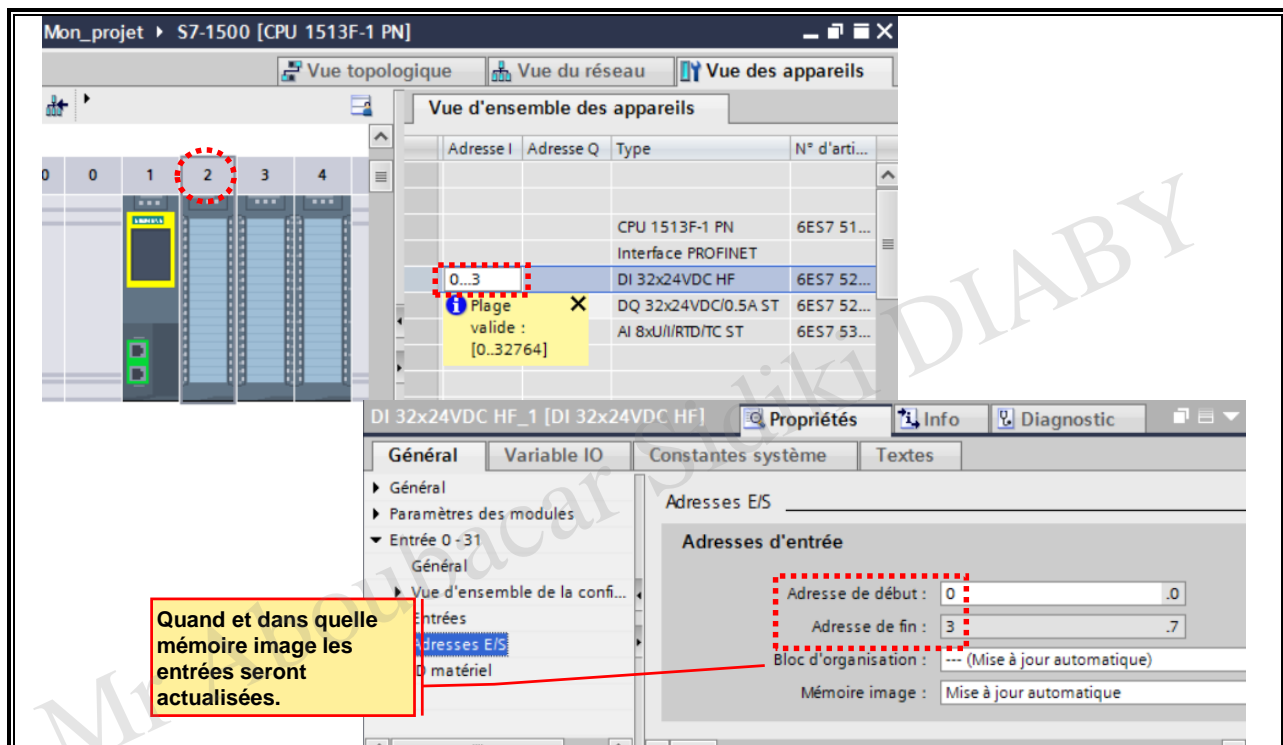 Mon_projet ▸ S7-1500 [CPU 1513F-1 PN]
Vue topologique Vue du réseau Vue des appareils
Vue d'ensemble des appareils
Adresse I Adresse Q Type N° d'arti...
0 0 1 2 3 4
SIEMENS
CPU 1513F-1 PN 6ES7 51...
Interface PROFINET
0...3 DI 32x24VDC HF 6ES7 52...
Plage
valide :
[0..32764]
DQ 32x24VDC/0.5A ST 6ES7 52...
AI 8xU/I/RTD/TC ST 6ES7 53...
DI 32x24VDC HF_1 [DI 32x24VDC HF] Propriétés Info Diagnostic
Général Variable IO Constantes système Textes
Général
Paramètres des modules
Entrée 0 - 31
Général
Vue d'ensemble de la confi...
Entrées
Adresses E/S
ID matériel
Adresses E/S
Adresses d'entrée
Adresse de début : 0 .0
Adresse de fin : 3 .7
Bloc d'organisation : --- (Mise à jour automatique)
Mémoire image : Mise à jour automatique
Quand et dans quelle
mémoire image les
entrées seront
actualisées.
Mr Aboubacar Sidiki DIABY